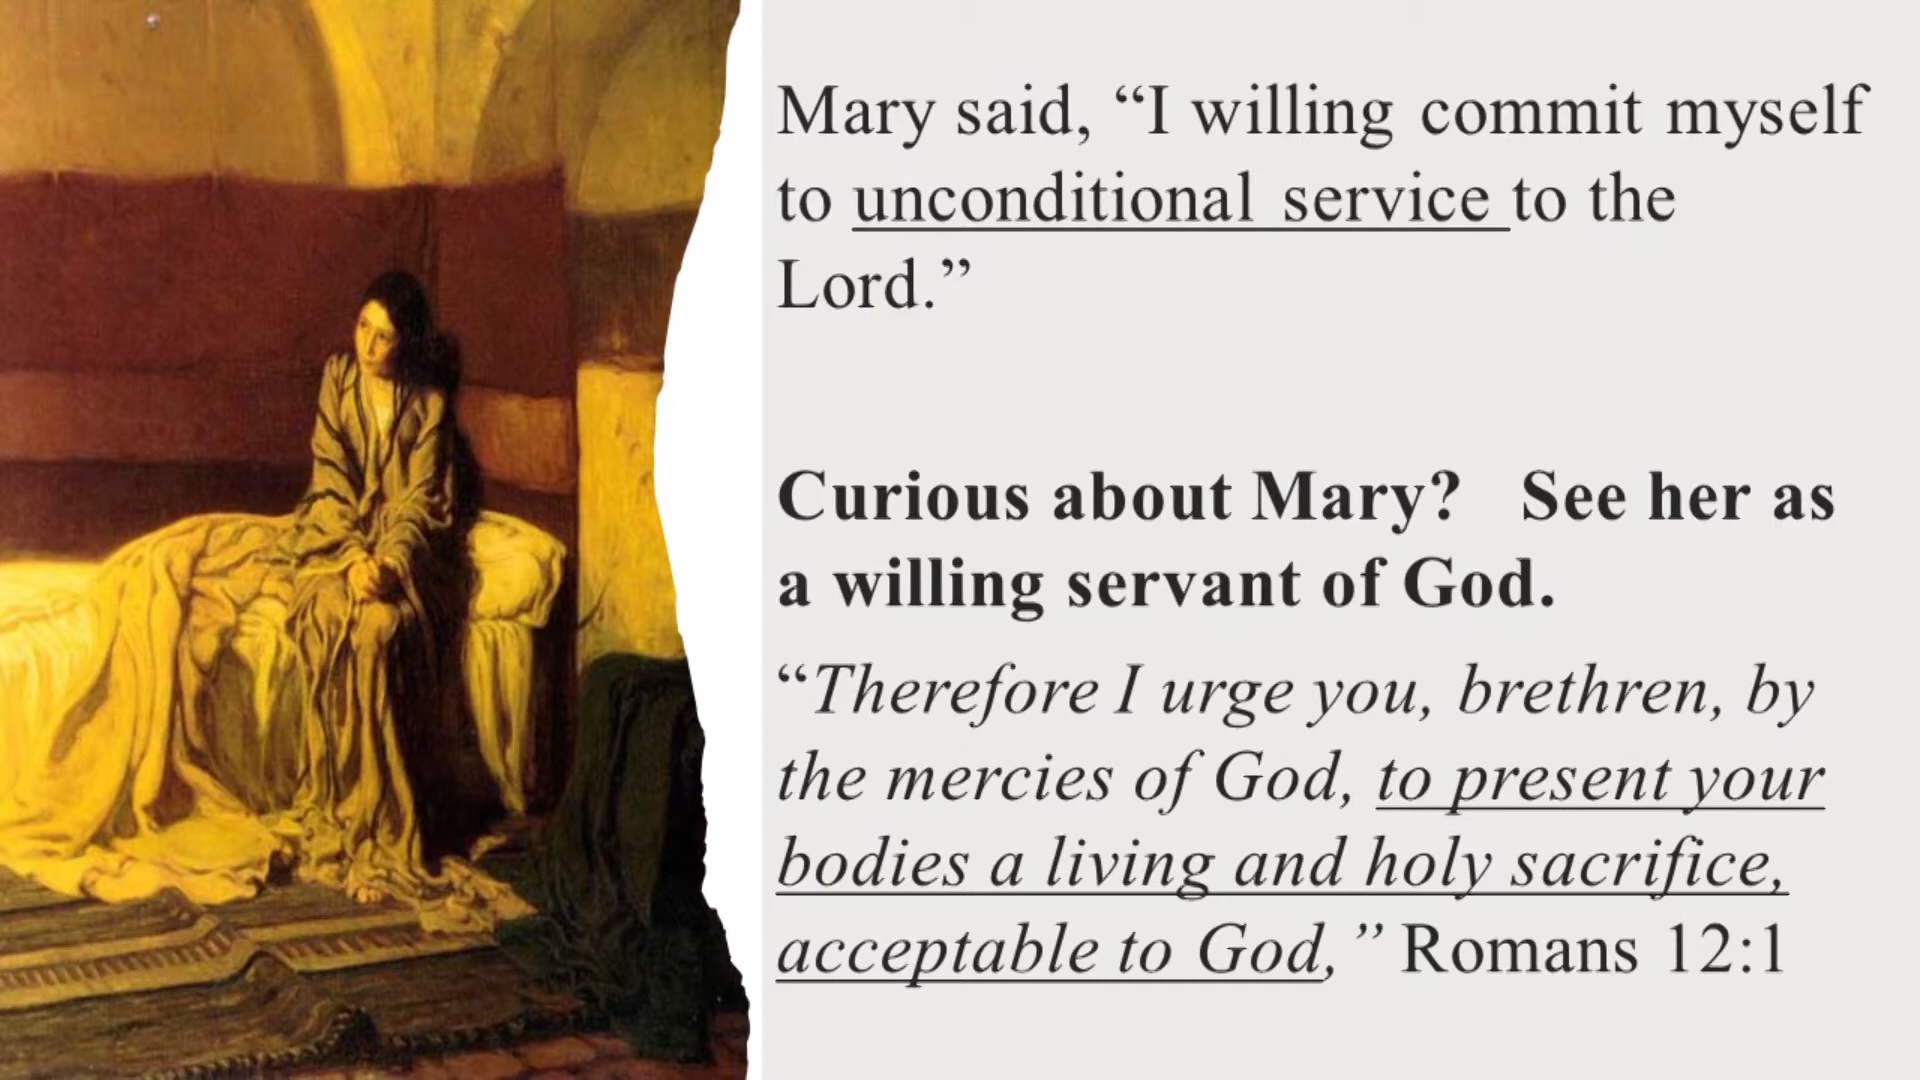 Mary said, “I willing commit myself
to unconditional service to the
Lord.”
Curious about Mary? See her as
a willing servant of God.
“Therefore I urge you, brethren, by
the mercies of God, to present your
bodies a living and holy sacrifice,
acceptable to God,” Romans 12:1